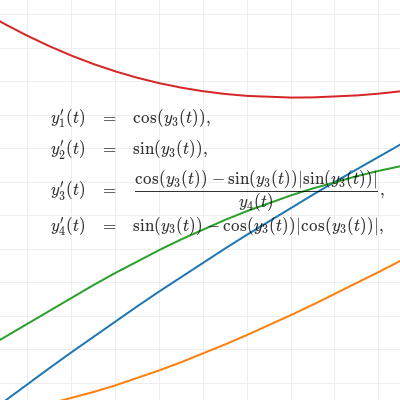 y′₁(t) = cos(y₃(t)),
y′₂(t) = sin(y₃(t)),
y′₃(t) = (cos(y₃(t)) − sin(y₃(t))|sin(y₃(t))|) / y₄(t),
y′₄(t) = sin(y₃(t)) − cos(y₃(t))|cos(y₃(t))|,